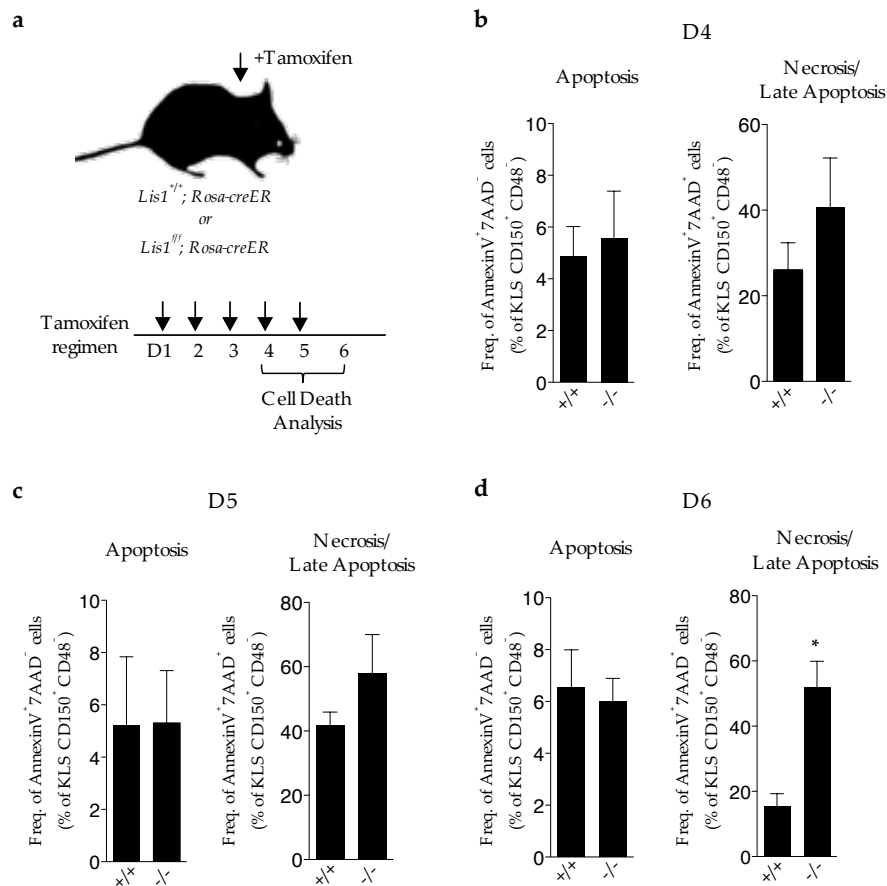 a
+Tamoxifen
Lis1+/+; Rosa-creER
or
Lis1f/f; Rosa-creER
Tamoxifen
regimen
D1 2 3 4 5 6
Cell Death
Analysis
b
D4
Apoptosis
Freq. of AnnexinV+7AAD- cells
(% of KLS CD150+ CD48-)
10
8
6
4
2
0
+/+ -/-
Necrosis/
Late Apoptosis
Freq. of AnnexinV+7AAD+ cells
(% of KLS CD150+ CD48-)
60
40
20
0
+/+ -/-
c
D5
Apoptosis
Freq. of AnnexinV+7AAD- cells
(% of KLS CD150+ CD48-)
10
8
6
4
2
0
+/+ -/-
Necrosis/
Late Apoptosis
Freq. of AnnexinV+7AAD+ cells
(% of KLS CD150+ CD48-)
80
60
40
20
0
+/+ -/-
d
D6
Apoptosis
Freq. of AnnexinV+7AAD- cells
(% of KLS CD150+ CD48-)
10
8
6
4
2
0
+/+ -/-
Necrosis/
Late Apoptosis
Freq. of AnnexinV+7AAD+ cells
(% of KLS CD150+ CD48-)
80
60
40
20
0
*
+/+ -/-